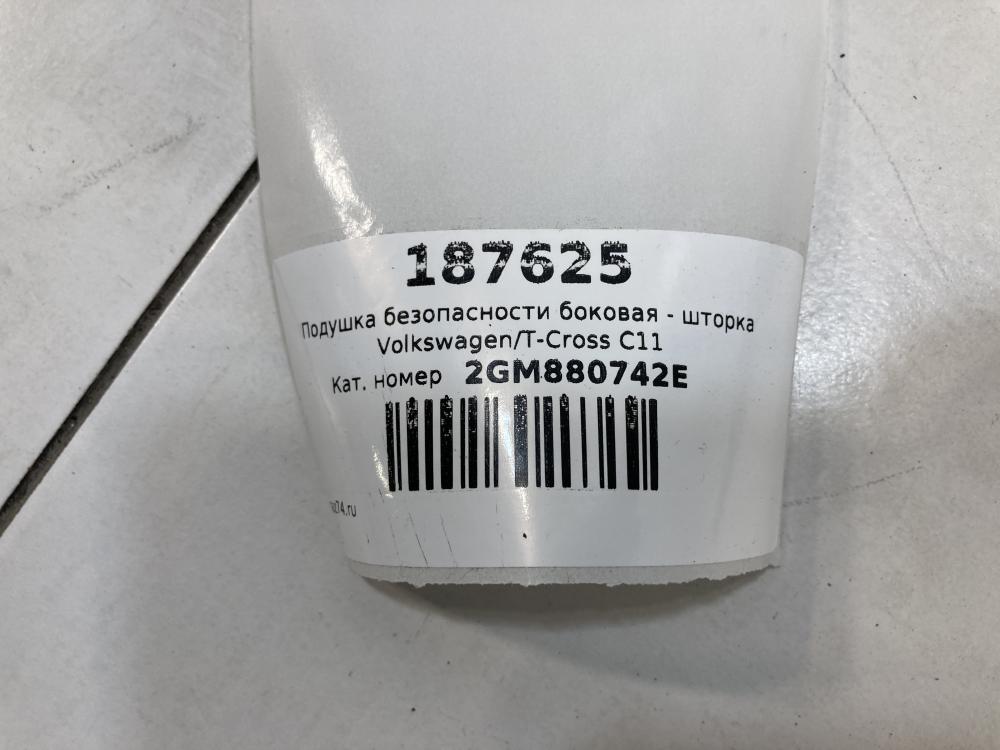 187625
Подушка безопасности боковая - шторка
Volkswagen/T-Cross C11
Кат. номер 2GM880742E